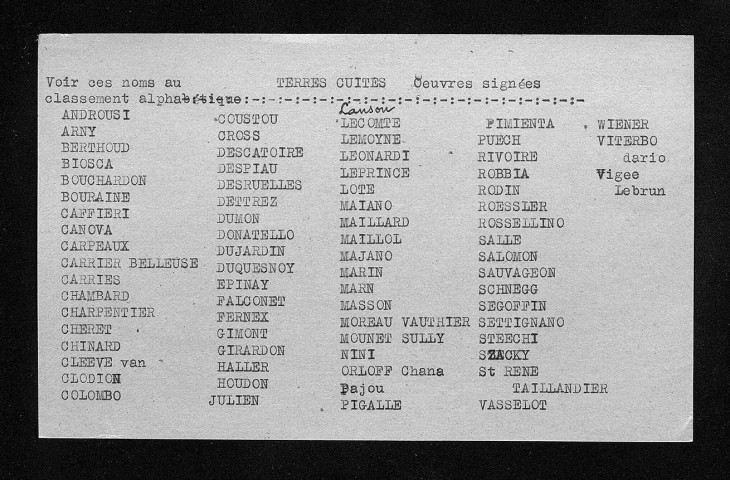 Voir ces noms au TERRES CUITES Oeuvres signées
classement alphabétique:-:-:-:-:-:-:-:-:-:-:-:-:-:-:-:-:-:-:-:-:-:-:-
ANDROUSI
ARNY
BERTHOUD
BIOSCA
BOUCHARDON
BOURAINE
CAFFIERI
CANOVA
CARPEAUX
CARRIER BELLEUSE
CARRIES
CHAMBARD
CHARPENTIER
CHERET
CHINARD
CLEEVE van
CLODION
COLOMBO
COUSTOU
CROSS
DESCATOIRE
DESPIAU
DESRUELLES
DETTREZ
DUMON
DONATELLO
DUJARDIN
DUQUESNOY
EPINAY
FALCONET
FERNEX
GIMONT
GIRARDON
HALLER
HOUDON
JULIEN
Lanson
LECOMTE
LEMOYNE
LEONARDI
LEPRINCE
LOTE
MAIANO
MAILLARD
MAILLOL
MAJANO
MARIN
MARN
MASSON
MOREAU VAUTHIER
MOUNET SULLY
NINI
ORLOFF Chana
Pajou
PIGALLE
PIMIENTA
PUECH
RIVOIRE
ROBBIA
RODIN
ROESSLER
ROSSELLINO
SALLE
SALOMON
SAUVAGEON
SCHNEGG
SEGOFFIN
SETTIGNANO
STEECHI
SZACKY
St RENE
TAILLANDIER
VASSELOT
WIENER
VITERBO
dario
Vigee
Lebrun